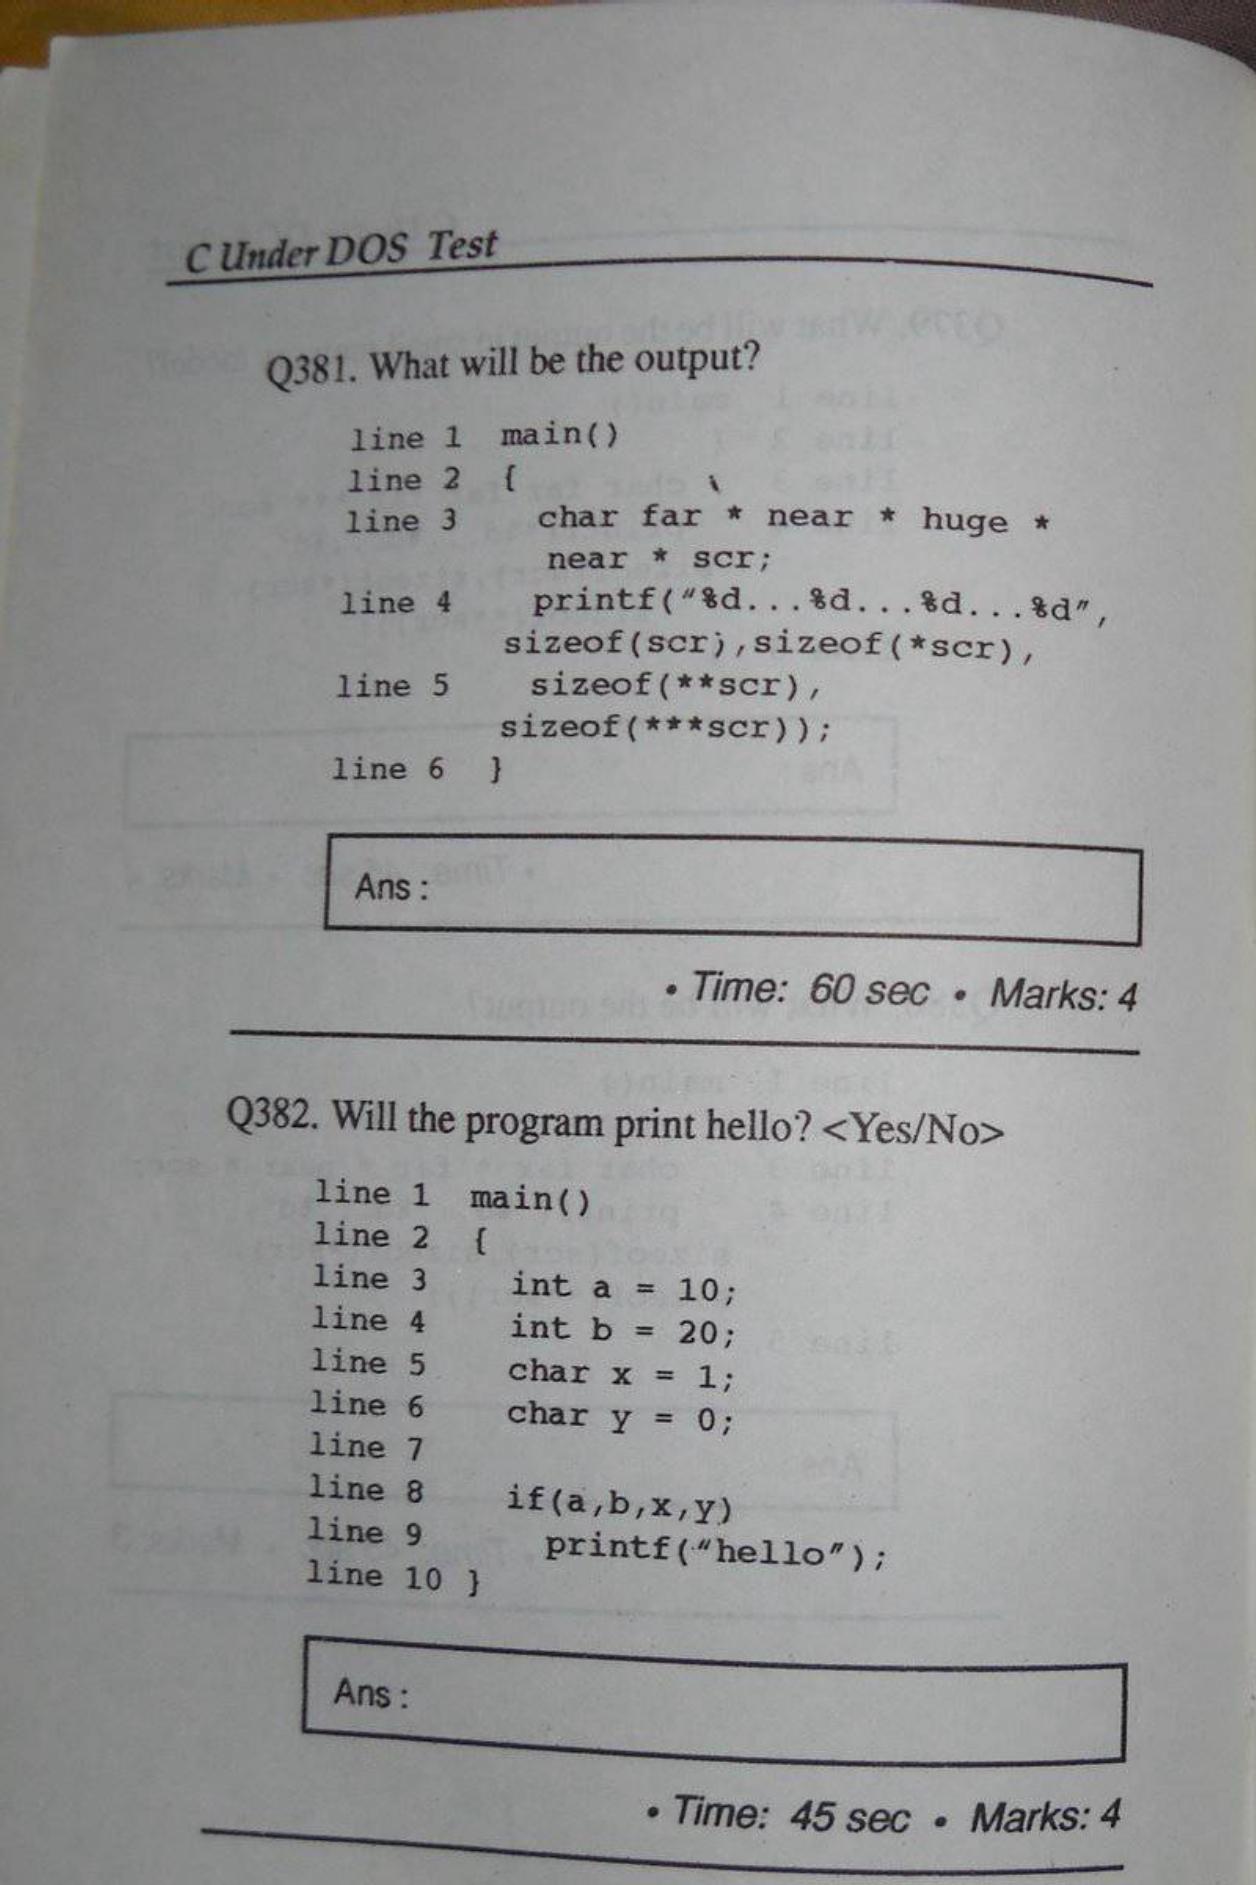 C Under DOS Test
Q381. What will be the output?
line 1 main()
line 2 {
line 3 char far * near * huge *
near * scr;
line 4 printf("%d...%d...%d...%d",
sizeof(scr),sizeof(*scr),
line 5 sizeof(**scr),
sizeof(***scr));
line 6 }
Ans :
• Time: 60 sec • Marks: 4
Q382. Will the program print hello? <Yes/No>
line 1 main()
line 2 {
line 3 int a = 10;
line 4 int b = 20;
line 5 char x = 1;
line 6 char y = 0;
line 7
line 8 if(a,b,x,y)
line 9 printf("hello");
line 10 }
Ans :
• Time: 45 sec • Marks: 4